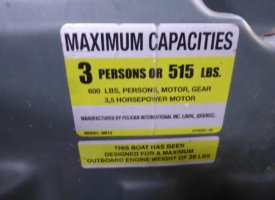 MAXIMUM CAPACITIES
3 PERSONS OR 515 LBS.
600 LBS, PERSONS, MOTOR, GEAR
3,5 HORSEPOWER MOTOR
MANUFACTURED BY PELICAN INTERNATIONAL INC. LAVAL, (QUEBEC)
MODEL:
THIS BOAT HAS BEEN
DESIGNED FOR A MAXIMUM
OUTBOARD ENGINE WEIGHT OF 38 LBS